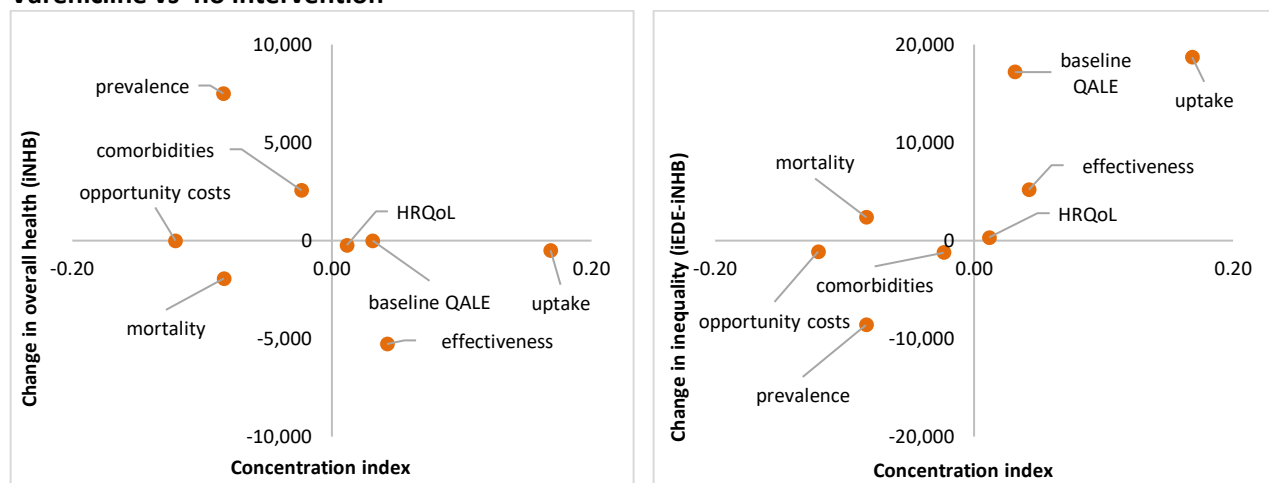 Varenicline vs no intervention
10,000
prevalence
5,000
comorbidities
opportunity costs
HRQoL
0
-0.20
0.00
0.20
baseline QALE
uptake
mortality
-5,000
effectiveness
-10,000
Change in overall health (iNHB)
Concentration index
20,000
baseline
QALE
uptake
10,000
mortality
effectiveness
HRQoL
0
-0.20
0.00
0.20
comorbidities
opportunity costs
-10,000
prevalence
-20,000
Change in inequality (iEDE-iNHB)
Concentration index